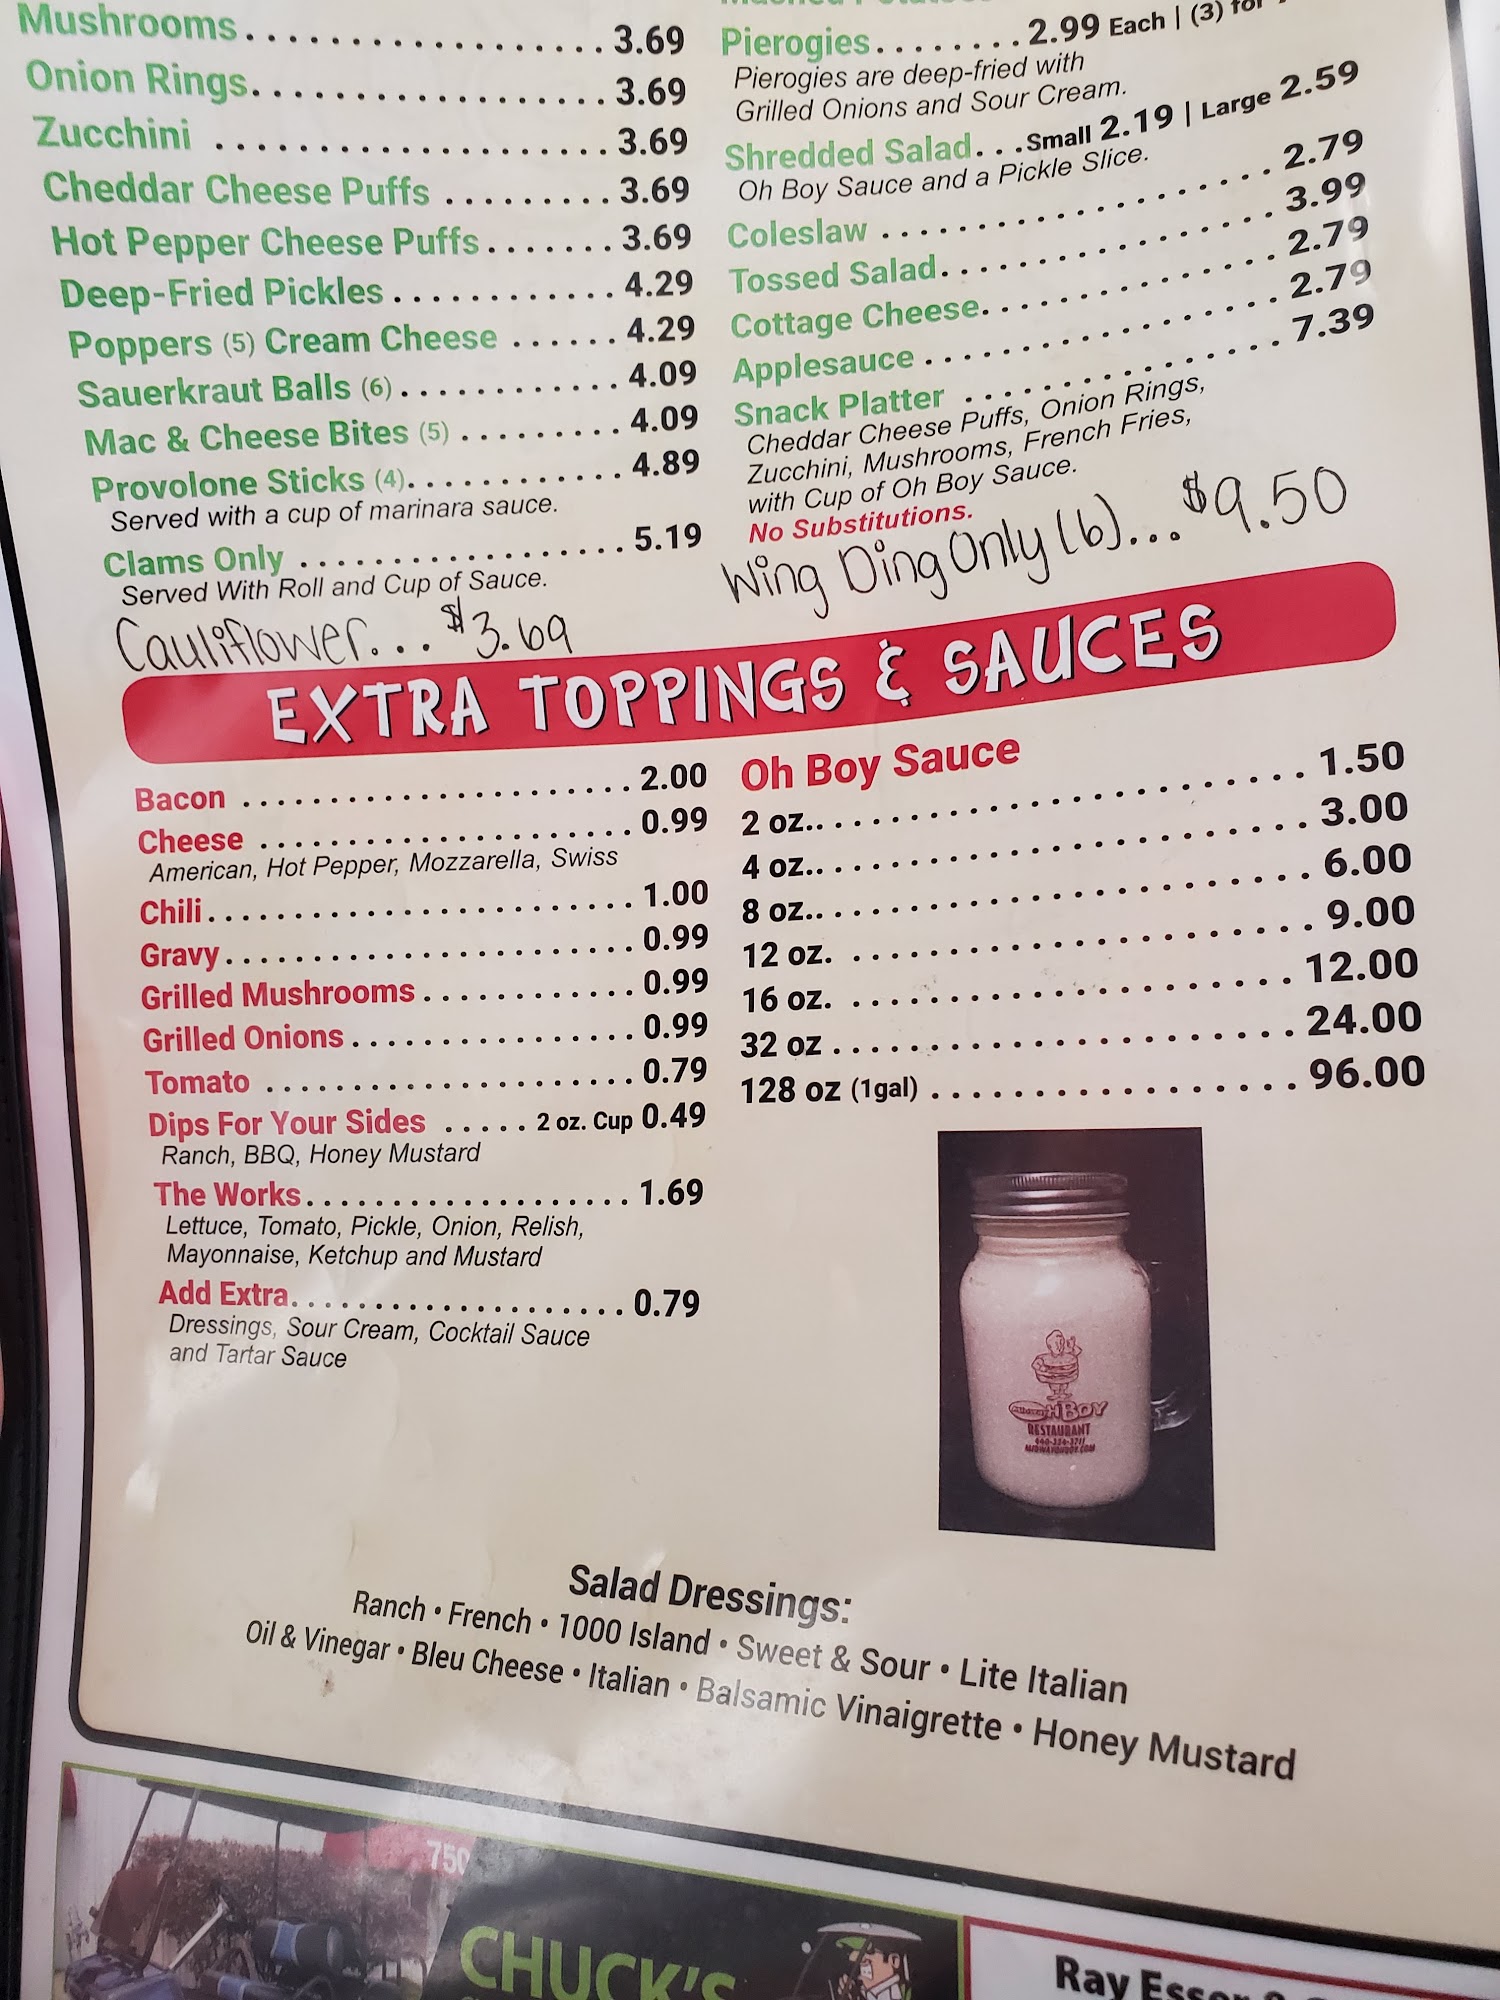 Mushrooms. . . . . . . . . . . . . . . . . . . . 3.69
Onion Rings. . . . . . . . . . . . . . . . . . . . 3.69
Zucchini . . . . . . . . . . . . . . . . . . . . 3.69
Cheddar Cheese Puffs . . . . . . . . . 3.69
Hot Pepper Cheese Puffs. . . . . . . 3.69
Deep-Fried Pickles . . . . . . . . . . . . 4.29
Poppers (5) Cream Cheese . . . . . . 4.29
Sauerkraut Balls (6) . . . . . . . . . . . . 4.09
Mac & Cheese Bites (5) . . . . . . . . . 4.09
Provolone Sticks (4). . . . . . . . . . . . 4.89
Served with a cup of marinara sauce.
Clams Only . . . . . . . . . . . . . . . . . . 5.19
Served With Roll and Cup of Sauce.
Cauliflower... $3.69
Pierogies. . . . . . . . 2.99 Each | (3) for
Pierogies are deep-fried with
Grilled Onions and Sour Cream.
Shredded Salad. . . Small 2.19 | Large 2.59
Oh Boy Sauce and a Pickle Slice.
Coleslaw . . . . . . . . . . . . . . . . . . . . 2.79
Tossed Salad. . . . . . . . . . . . . . . . . . 3.99
Cottage Cheese. . . . . . . . . . . . . . . . 2.79
Applesauce . . . . . . . . . . . . . . . . . . 2.79
Snack Platter . . . . . . . . . . . . . . . . . 7.39
Cheddar Cheese Puffs, Onion Rings,
Zucchini, Mushrooms, French Fries,
with Cup of Oh Boy Sauce.
No Substitutions.
Wing Ding Only (6)... $9.50
EXTRA TOPPINGS & SAUCES
Bacon . . . . . . . . . . . . . . . . . . . . . . 2.00
Cheese . . . . . . . . . . . . . . . . . . . . . 0.99
American, Hot Pepper, Mozzarella, Swiss
Chili. . . . . . . . . . . . . . . . . . . . . . . . 1.00
Gravy. . . . . . . . . . . . . . . . . . . . . . . 0.99
Grilled Mushrooms. . . . . . . . . . . . 0.99
Grilled Onions. . . . . . . . . . . . . . . . 0.99
Tomato . . . . . . . . . . . . . . . . . . . . . 0.79
Dips For Your Sides . . . . . 2 oz. Cup 0.49
Ranch, BBQ, Honey Mustard
The Works. . . . . . . . . . . . . . . . . . . 1.69
Lettuce, Tomato, Pickle, Onion, Relish,
Mayonnaise, Ketchup and Mustard
Add Extra. . . . . . . . . . . . . . . . . . . . 0.79
Dressings, Sour Cream, Cocktail Sauce
and Tartar Sauce
Oh Boy Sauce
2 oz.. . . . . . . . . . . . . . . . . . . . . . . . 1.50
4 oz.. . . . . . . . . . . . . . . . . . . . . . . . 3.00
8 oz.. . . . . . . . . . . . . . . . . . . . . . . . 6.00
12 oz. . . . . . . . . . . . . . . . . . . . . . . . 9.00
16 oz. . . . . . . . . . . . . . . . . . . . . . . 12.00
32 oz . . . . . . . . . . . . . . . . . . . . . . 24.00
128 oz (1gal) . . . . . . . . . . . . . . . . . 96.00
OH BOY
RESTAURANT
Salad Dressings:
Ranch • French • 1000 Island • Sweet & Sour • Lite Italian
Oil & Vinegar • Bleu Cheese • Italian • Balsamic Vinaigrette • Honey Mustard
750
CHUCK'S
Ray Esser &